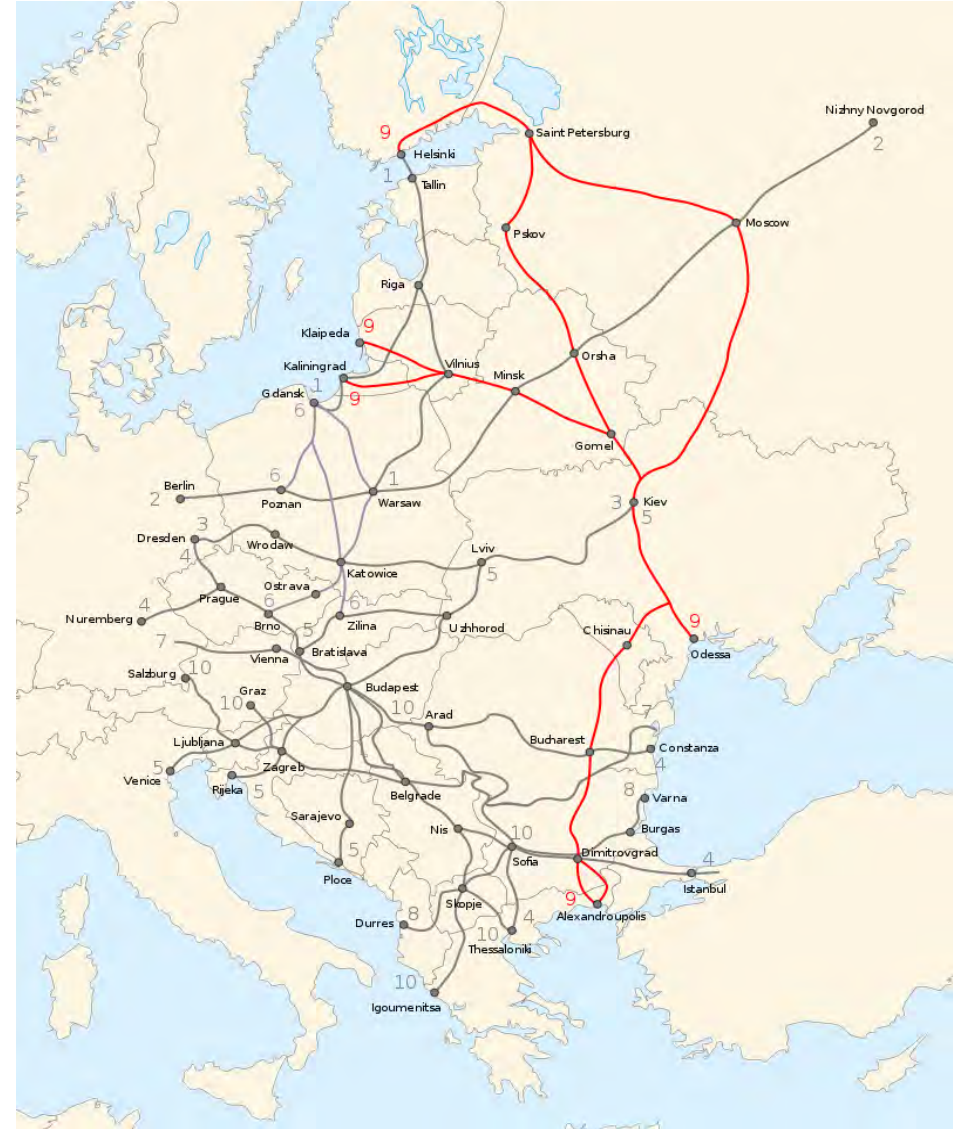 Nizhny Novgorod
2
Saint Petersburg
9
Helsinki
1
Tallin
Moscow
Pskov
Riga
9
Klaipeda
Orsha
Kaliningrad
Vilnius
Minsk
1
Gdansk
9
6
Gomel
6
1
Berlin
2
Poznan
Warsaw
3
Kiev
5
3
Dresden
Wroclaw
4
Lviv
5
Katowice
Ostrava
Prague
4
6
6
Nuremberg
Brno
Zilina
Uzhhorod
9
5
Chisinau
7
Bratislava
Odessa
Vienna
10
Salzburg
Graz
Budapest
10
10
Arad
7
Ljubljana
Bucharest
Constanza
Zagreb
4
5
Venice
Rijeka
5
Belgrade
8
Varna
Sarajevo
Nis
10
Burgas
5
Sofia
Dimitrovgrad
Ploce
4
Istanbul
Skopje
9
8
Alexandroupolis
Durres
4
10
Thessaloniki
10
Igoumenitsa